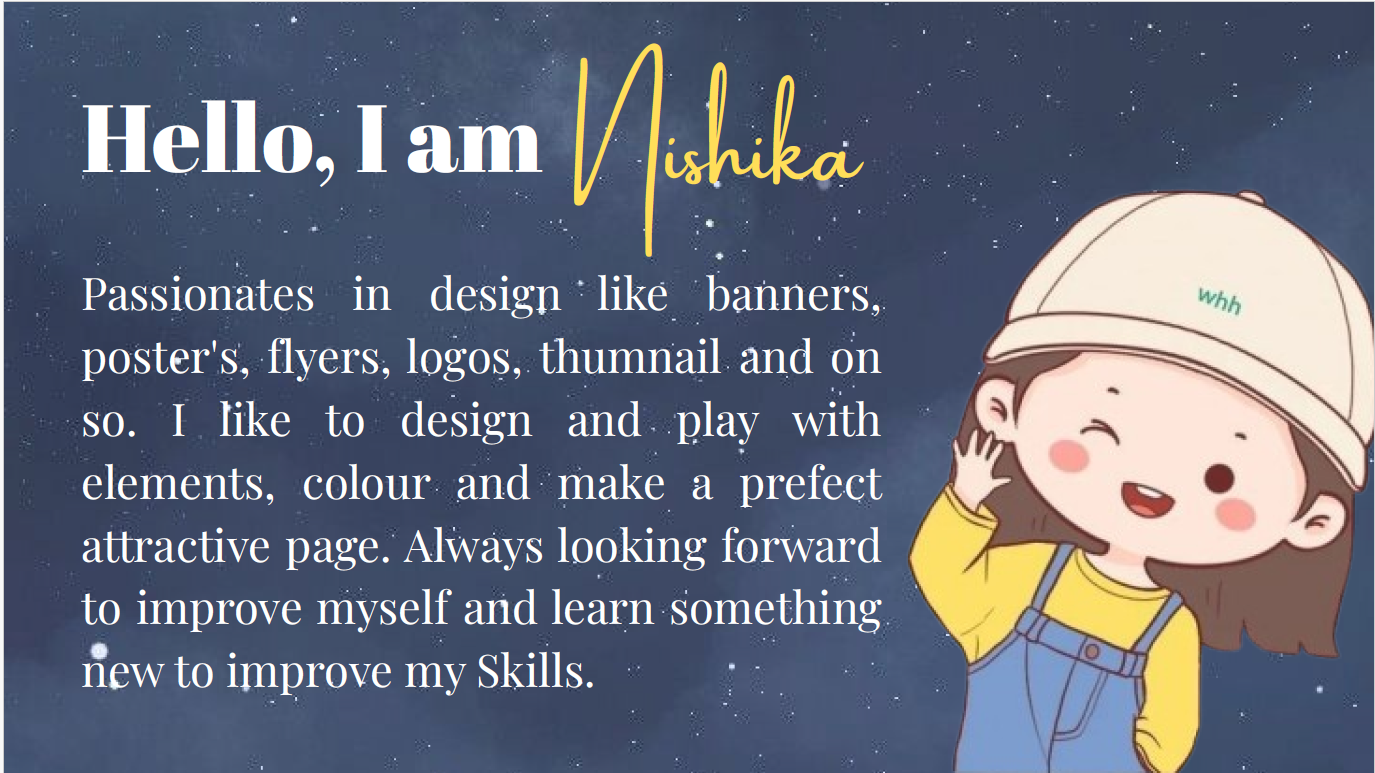 Hello, I am Nishika
Passionates in design like banners,
poster's, flyers, logos, thumnail and on
so. I like to design and play with
elements, colour and make a prefect
attractive page. Always looking forward
to improve myself and learn something
new to improve my Skills.
whh